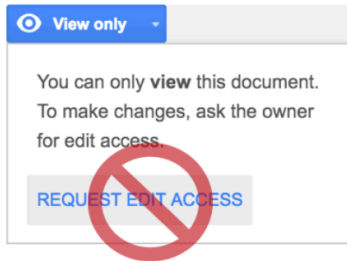 View only
You can only view this document.
To make changes, ask the owner
for edit access.
REQUEST EDIT ACCESS